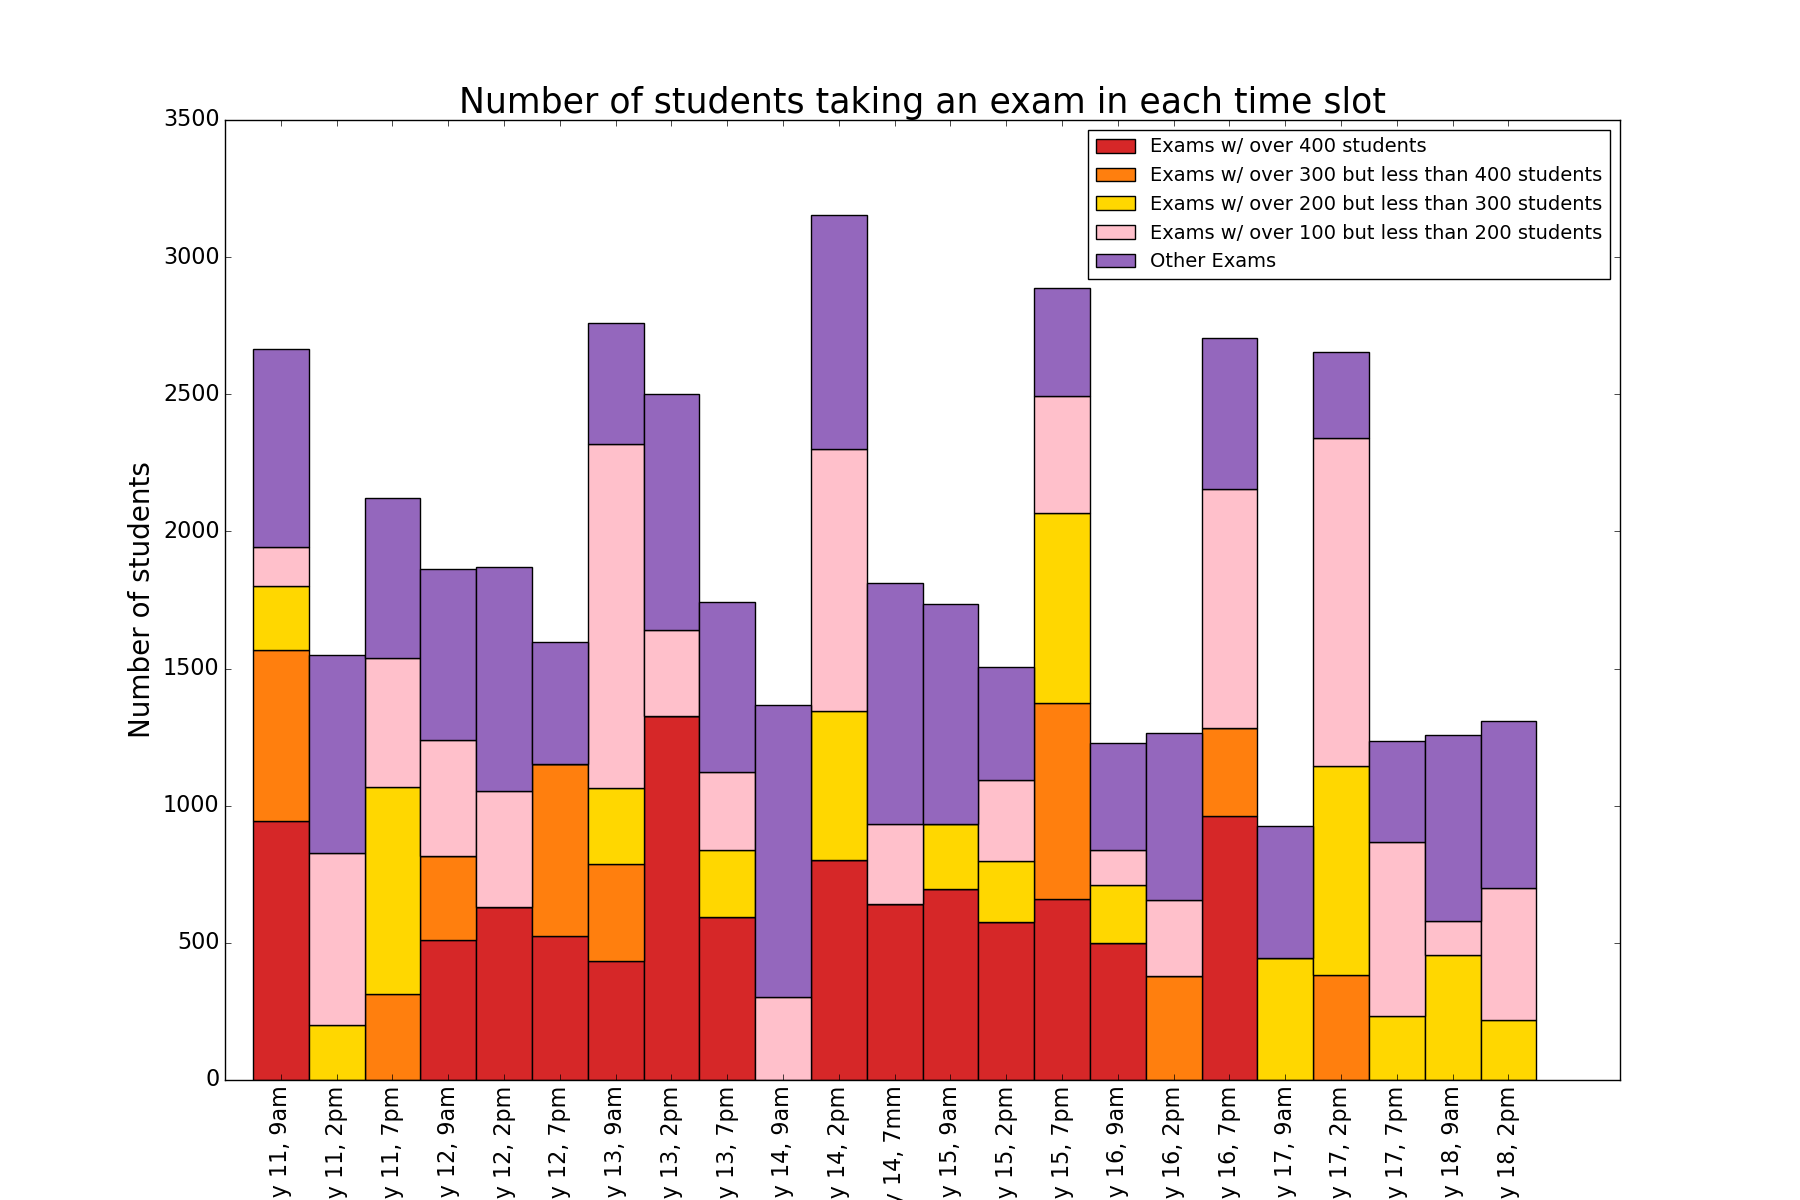 Number of students taking an exam in each time slot
Exams w/ over 400 students
Exams w/ over 300 but less than 400 students
Exams w/ over 200 but less than 300 students
Exams w/ over 100 but less than 200 students
Other Exams
Number of students
3500
3000
2500
2000
1500
1000
500
0
y 11, 9am
y 11, 2pm
y 11, 7pm
y 12, 9am
y 12, 2pm
y 12, 7pm
y 13, 9am
y 13, 2pm
y 13, 7pm
y 14, 9am
y 14, 2pm
y 14, 7mm
y 15, 9am
y 15, 2pm
y 15, 7pm
y 16, 9am
y 16, 2pm
y 16, 7pm
y 17, 9am
y 17, 2pm
y 17, 7pm
y 18, 9am
y 18, 2pm